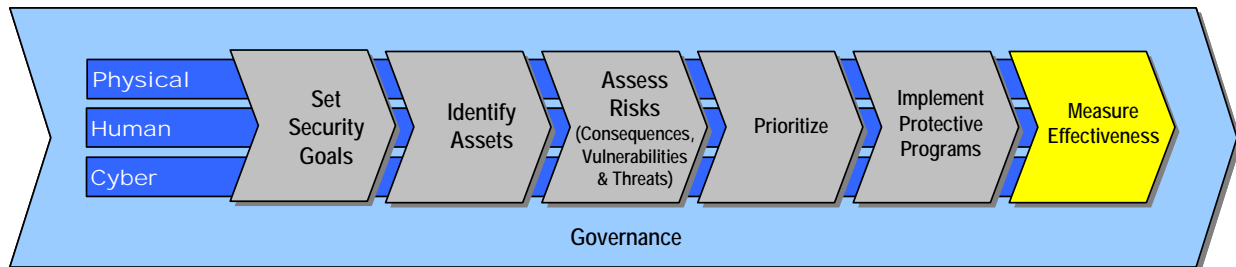 Physical
Human
Cyber
Set
Security
Goals
Identify
Assets
Assess
Risks
(Consequences,
Vulnerabilities
& Threats)
Prioritize
Implement
Protective
Programs
Measure
Effectiveness
Governance